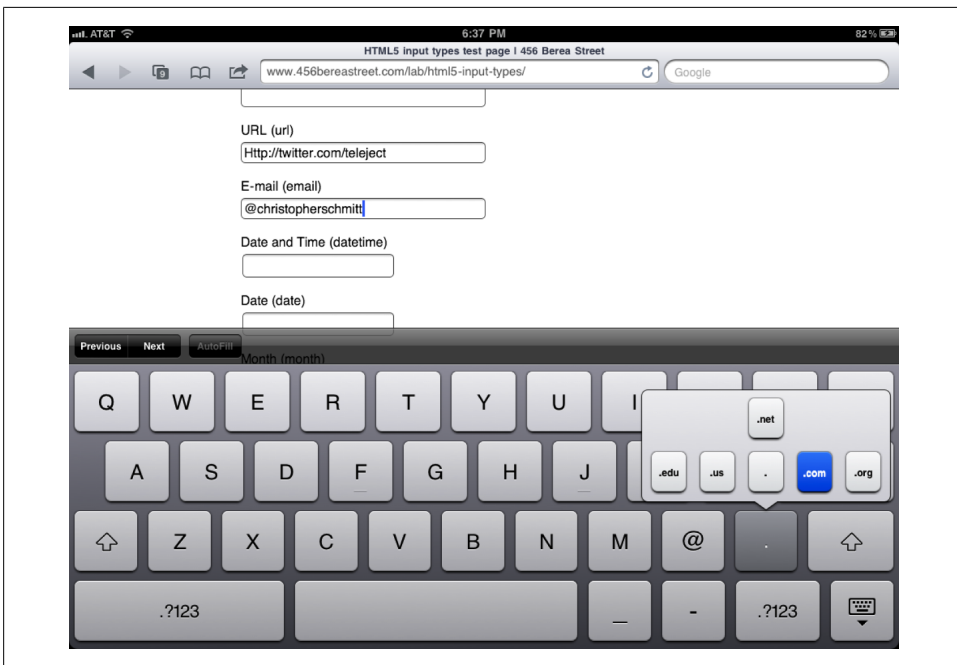 AT&T 6:37 PM 82%
HTML5 input types test page | 456 Berea Street
9 www.456bereastreet.com/lab/html5-input-types/ Google
URL (url)
Http://twitter.com/teleject
E-mail (email)
@christopherschmitt
Date and Time (datetime)
Date (date)
Previous Next AutoFill
Month (month)
Q W E R T Y U I
.net
A S D F G H J
.edu .us . .com .org
Z X C V B N M @ .
.?123 _ - .?123